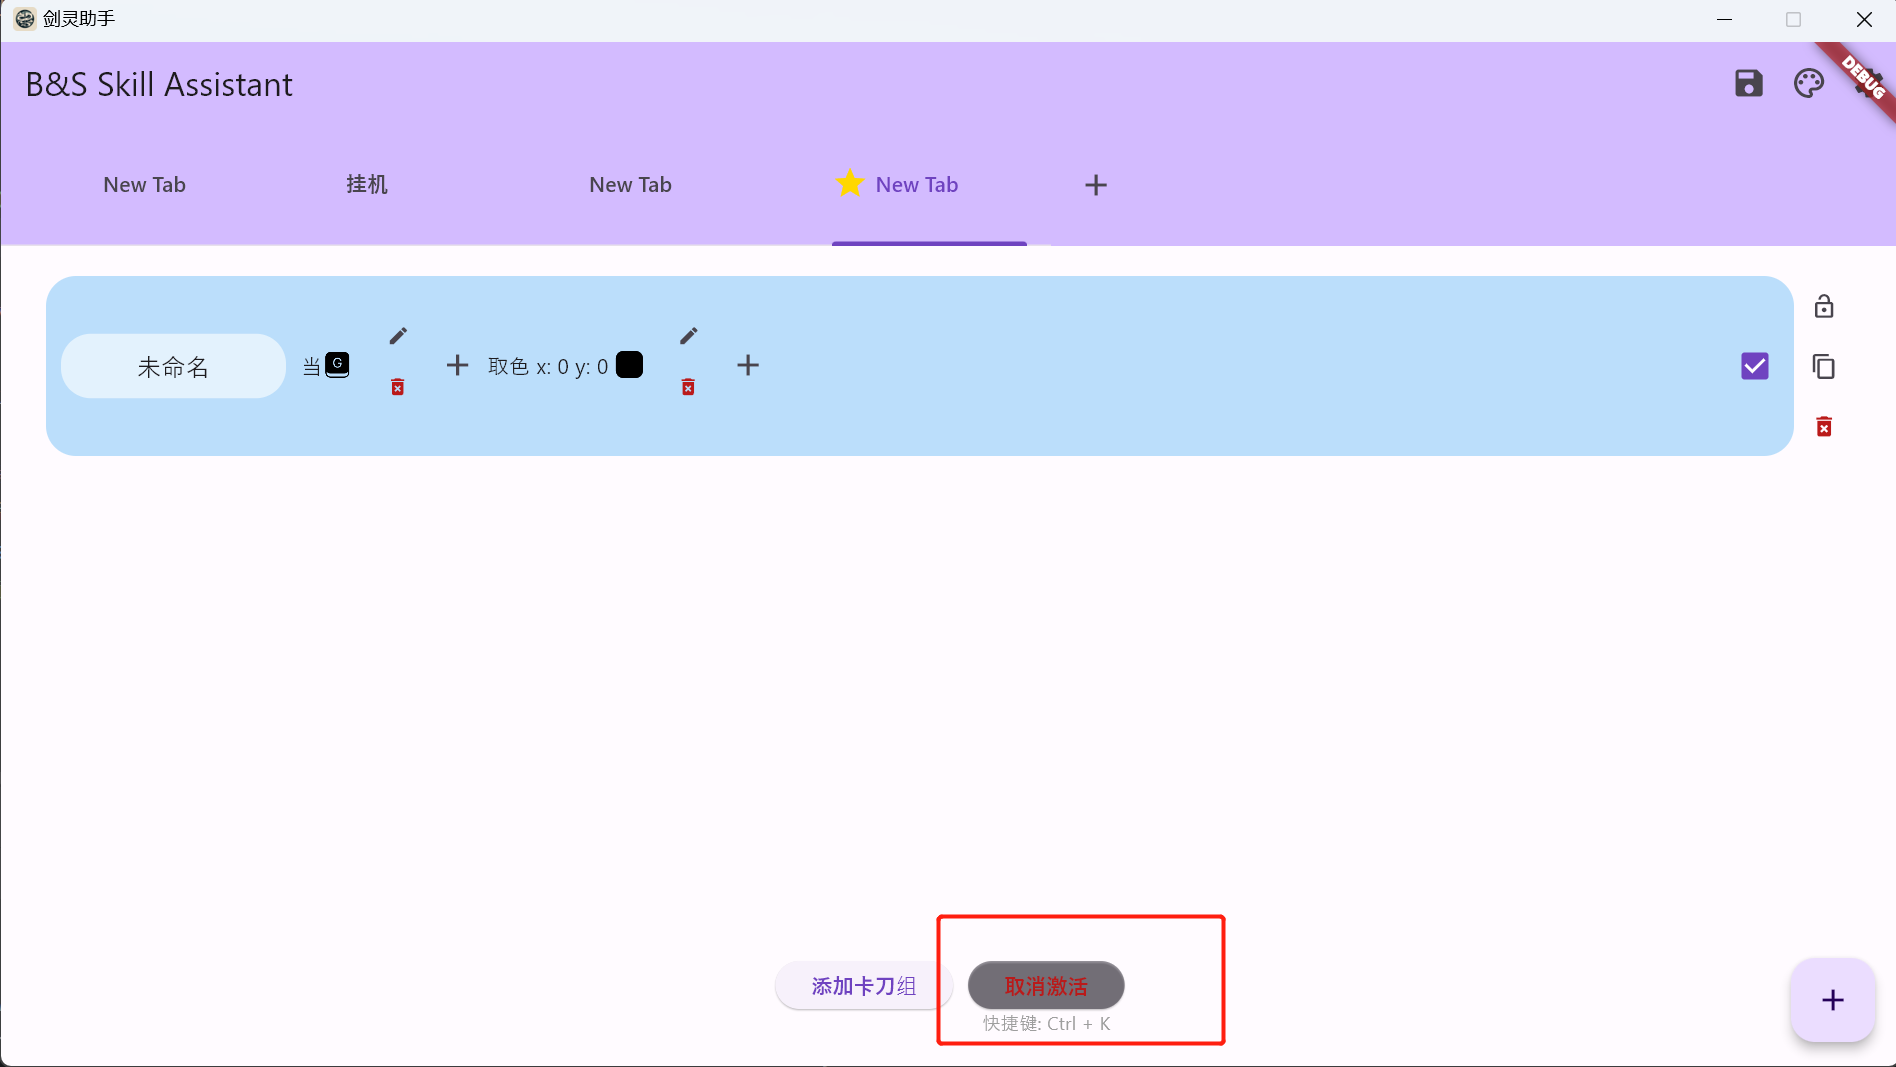 剑灵助手
B&S Skill Assistant
DEBUG
New Tab 挂机 New Tab New Tab
未命名 当 G 取色 x: 0 y: 0
添加卡刀组 取消激活
快捷键: Ctrl + K